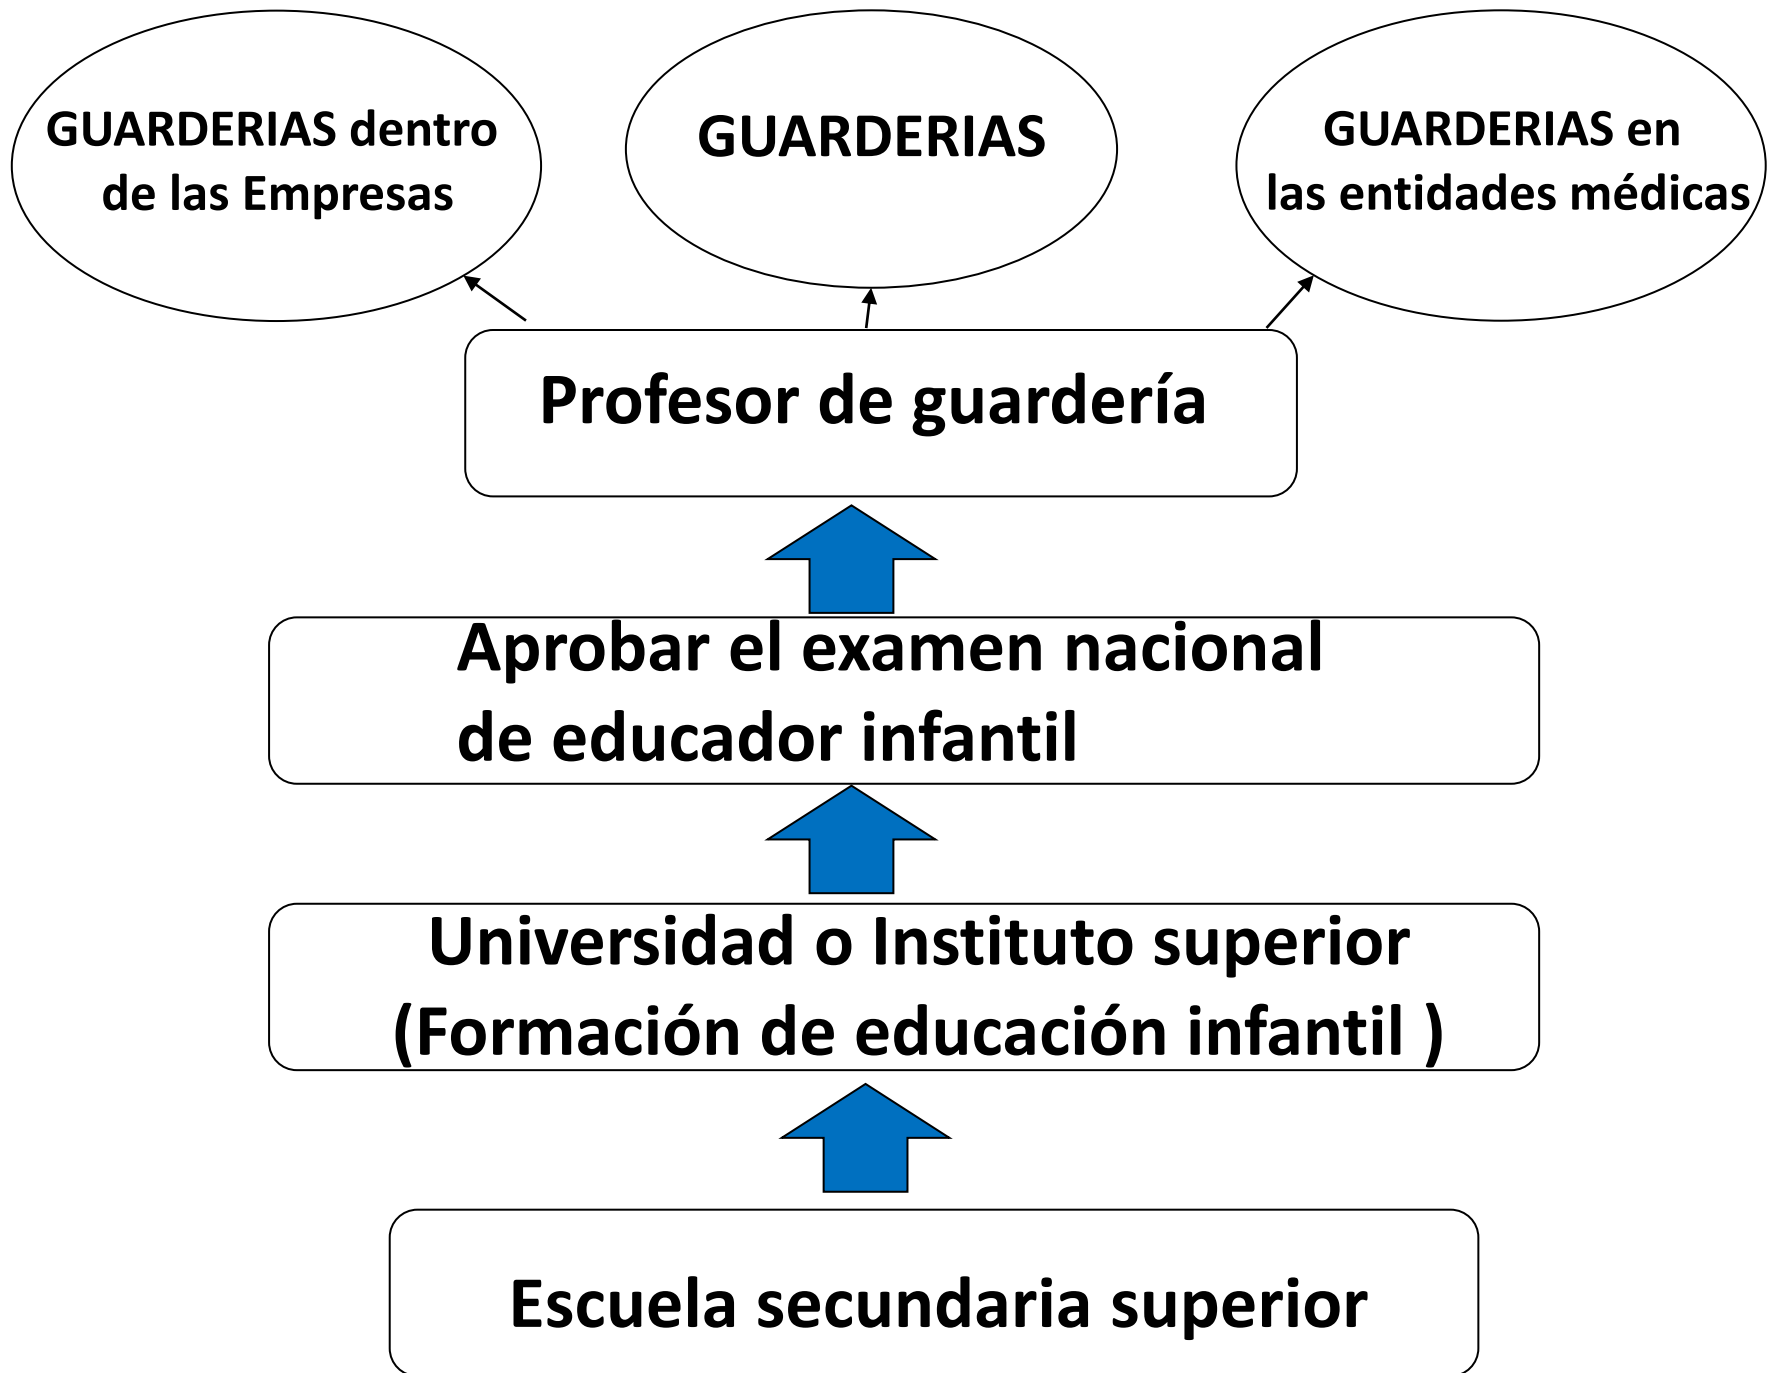 GUARDERIAS dentro
de las Empresas
GUARDERIAS
GUARDERIAS en
las entidades médicas
Profesor de guardería
Aprobar el examen nacional
de educador infantil
Universidad o Instituto superior
(Formación de educación infantil )
Escuela secundaria superior